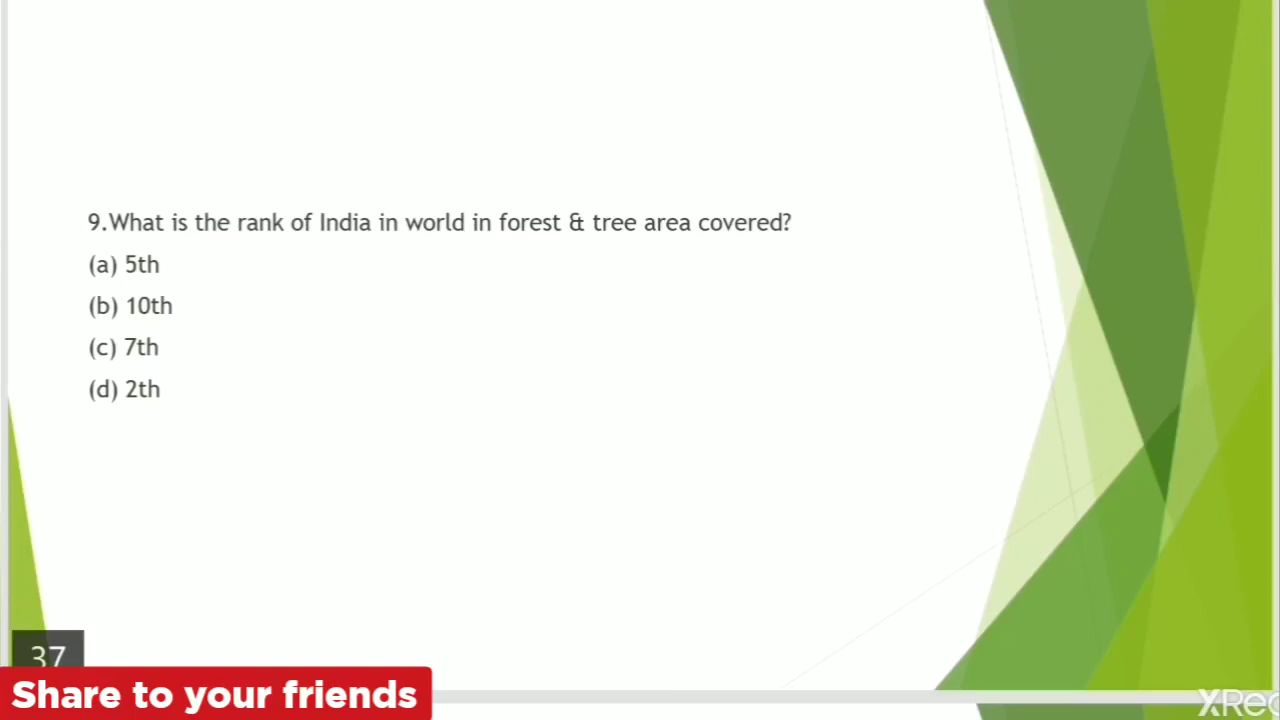 9.What is the rank of India in world in forest & tree area covered?
(a) 5th
(b) 10th
(c) 7th
(d) 2th
37
Share to your friends
XRec